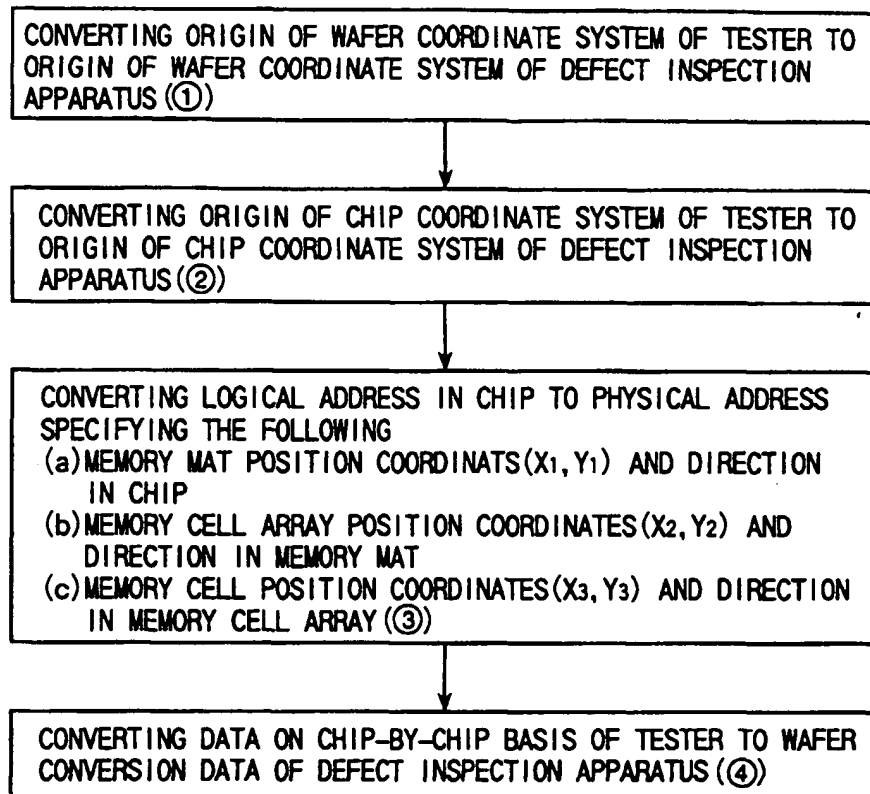 CONVERTING ORIGIN OF WAFER COORDINATE SYSTEM OF TESTER TO
ORIGIN OF WAFER COORDINATE SYSTEM OF DEFECT INSPECTION
APPARATUS(①)
CONVERTING ORIGIN OF CHIP COORDINATE SYSTEM OF TESTER TO
ORIGIN OF CHIP COORDINATE SYSTEM OF DEFECT INSPECTION
APPARATUS(②)
CONVERTING LOGICAL ADDRESS IN CHIP TO PHYSICAL ADDRESS
SPECIFYING THE FOLLOWING
(a)MEMORY MAT POSITION COORDINATS(X1,Y1) AND DIRECTION
IN CHIP
(b)MEMORY CELL ARRAY POSITION COORDINATES(X2,Y2) AND
DIRECTION IN MEMORY MAT
(c)MEMORY CELL POSITION COORDINATES(X3,Y3) AND DIRECTION
IN MEMORY CELL ARRAY(③)
CONVERTING DATA ON CHIP-BY-CHIP BASIS OF TESTER TO WAFER
CONVERSION DATA OF DEFECT INSPECTION APPARATUS(④)